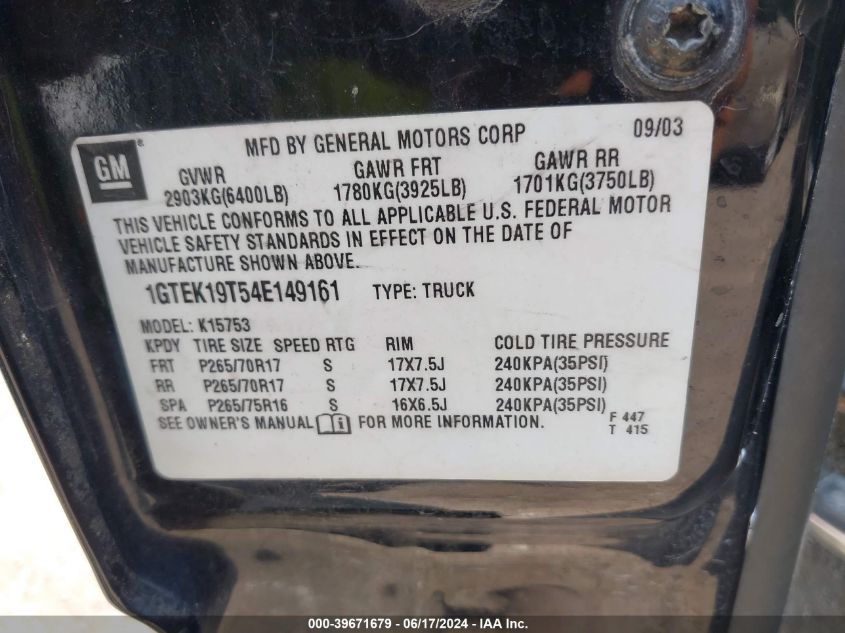 MFD BY GENERAL MOTORS CORP 09/03
GM ®
GVWR GAWR FRT GAWR RR
2903KG(6400LB) 1780KG(3925LB) 1701KG(3750LB)
THIS VEHICLE CONFORMS TO ALL APPLICABLE U.S. FEDERAL MOTOR
VEHICLE SAFETY STANDARDS IN EFFECT ON THE DATE OF
MANUFACTURE SHOWN ABOVE.
1GTEK19T54E149161 TYPE: TRUCK
MODEL: K15753
KPDY TIRE SIZE SPEED RTG RIM COLD TIRE PRESSURE
FRT P265/70R17 S 17X7.5J 240KPA(35PSI)
RR P265/70R17 S 17X7.5J 240KPA(35PSI)
SPA P265/75R16 S 16X6.5J 240KPA(35PSI)
SEE OWNER'S MANUAL i FOR MORE INFORMATION. F 447
T 415
000-39671679 - 06/17/2024 - IAA Inc.